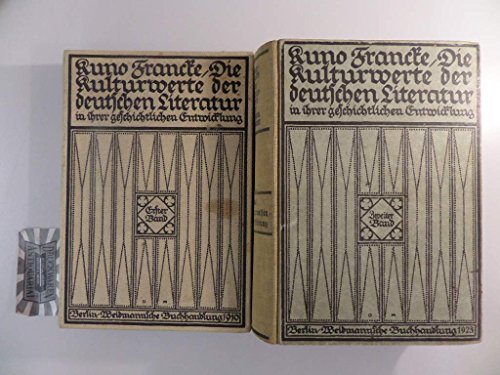 Kuno Francke / Die
Kulturwerte der
deutschen Literatur
in ihrer geschichtlichen Entwicklung
Erster
Band
Berlin - Weidmannsche Buchhandlung 1910
Kuno Francke / Die
Kulturwerte der
deutschen Literatur
in ihrer geschichtlichen Entwicklung
Zweiter
Band
Berlin - Weidmannsche Buchhandlung 1923